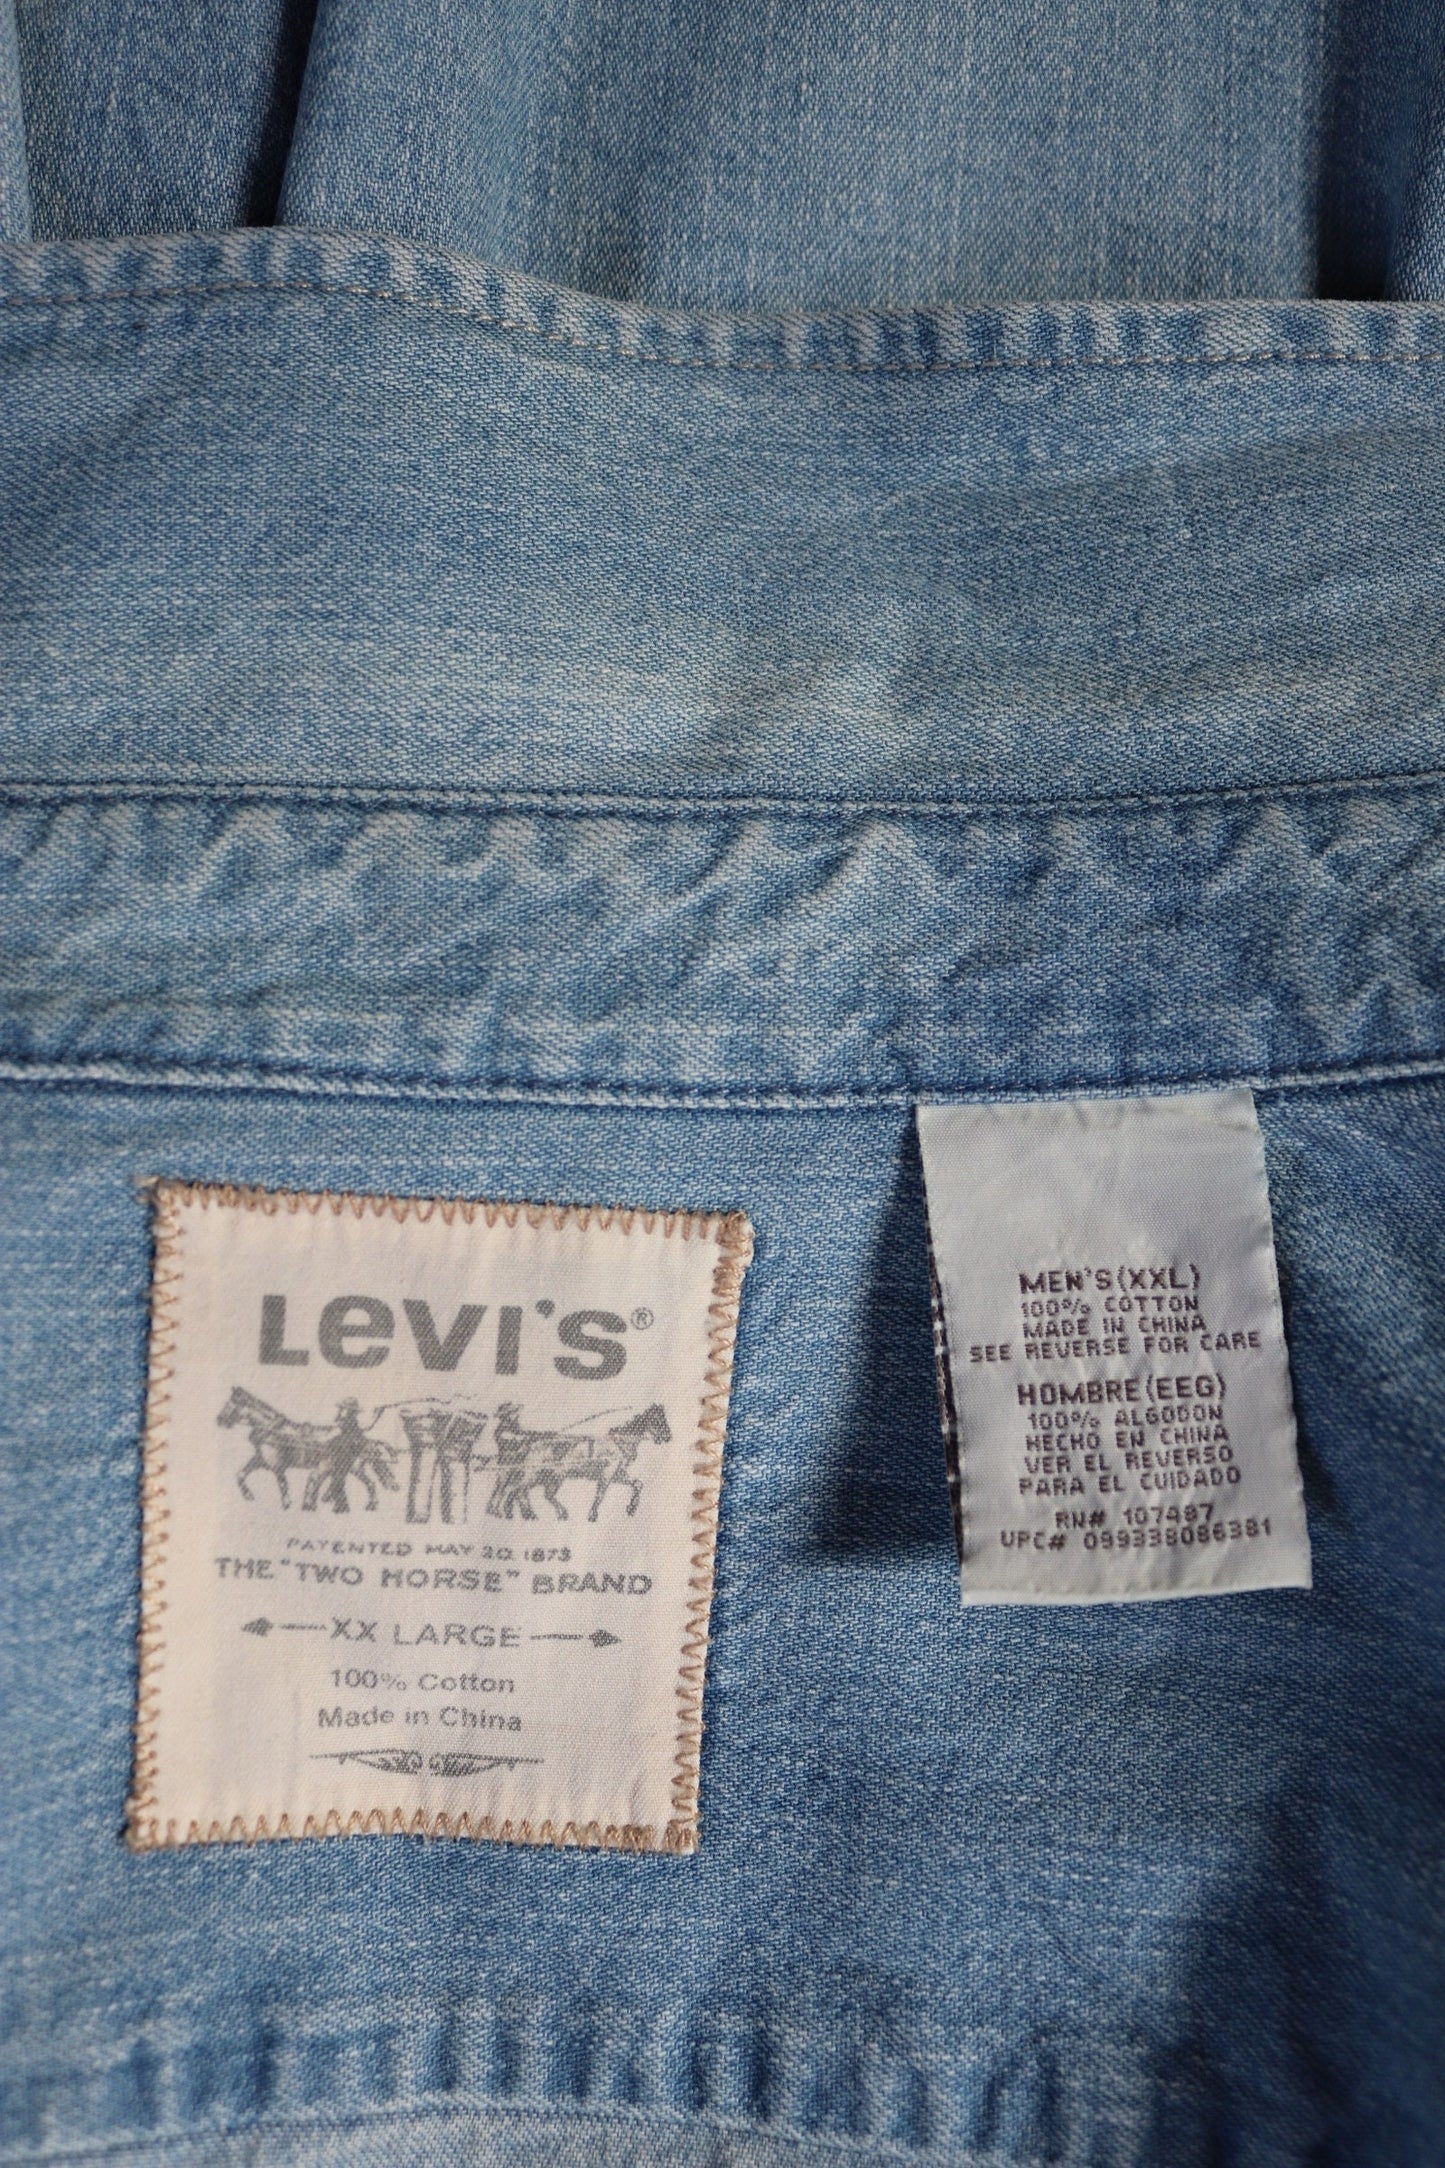 Levi's®
PATENTED MAY 20 1873
THE "TWO HORSE" BRAND
XX LARGE
100% Cotton
Made in China
MEN'S (XXL)
100% COTTON
MADE IN CHINA
SEE REVERSE FOR CARE
HOMBRE (EEG)
100% ALGODON
HECHO EN CHINA
VER EL REVERSO
PARA EL CUIDADO
RN# 107497
UPC# 099338086381